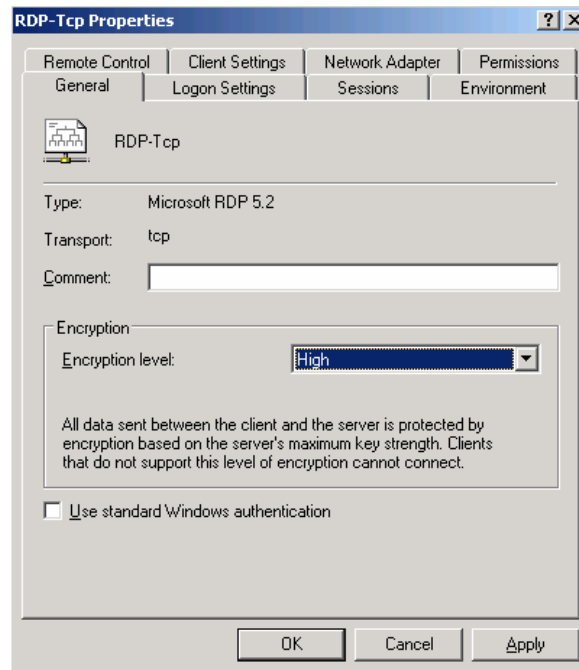 RDP-Tcp Properties
Remote Control Client Settings Network Adapter Permissions
General Logon Settings Sessions Environment
RDP-Tcp
Type: Microsoft RDP 5.2
Transport: tcp
Comment:
Encryption
Encryption level: High
All data sent between the client and the server is protected by
encryption based on the server's maximum key strength. Clients
that do not support this level of encryption cannot connect.
Use standard Windows authentication
OK Cancel Apply